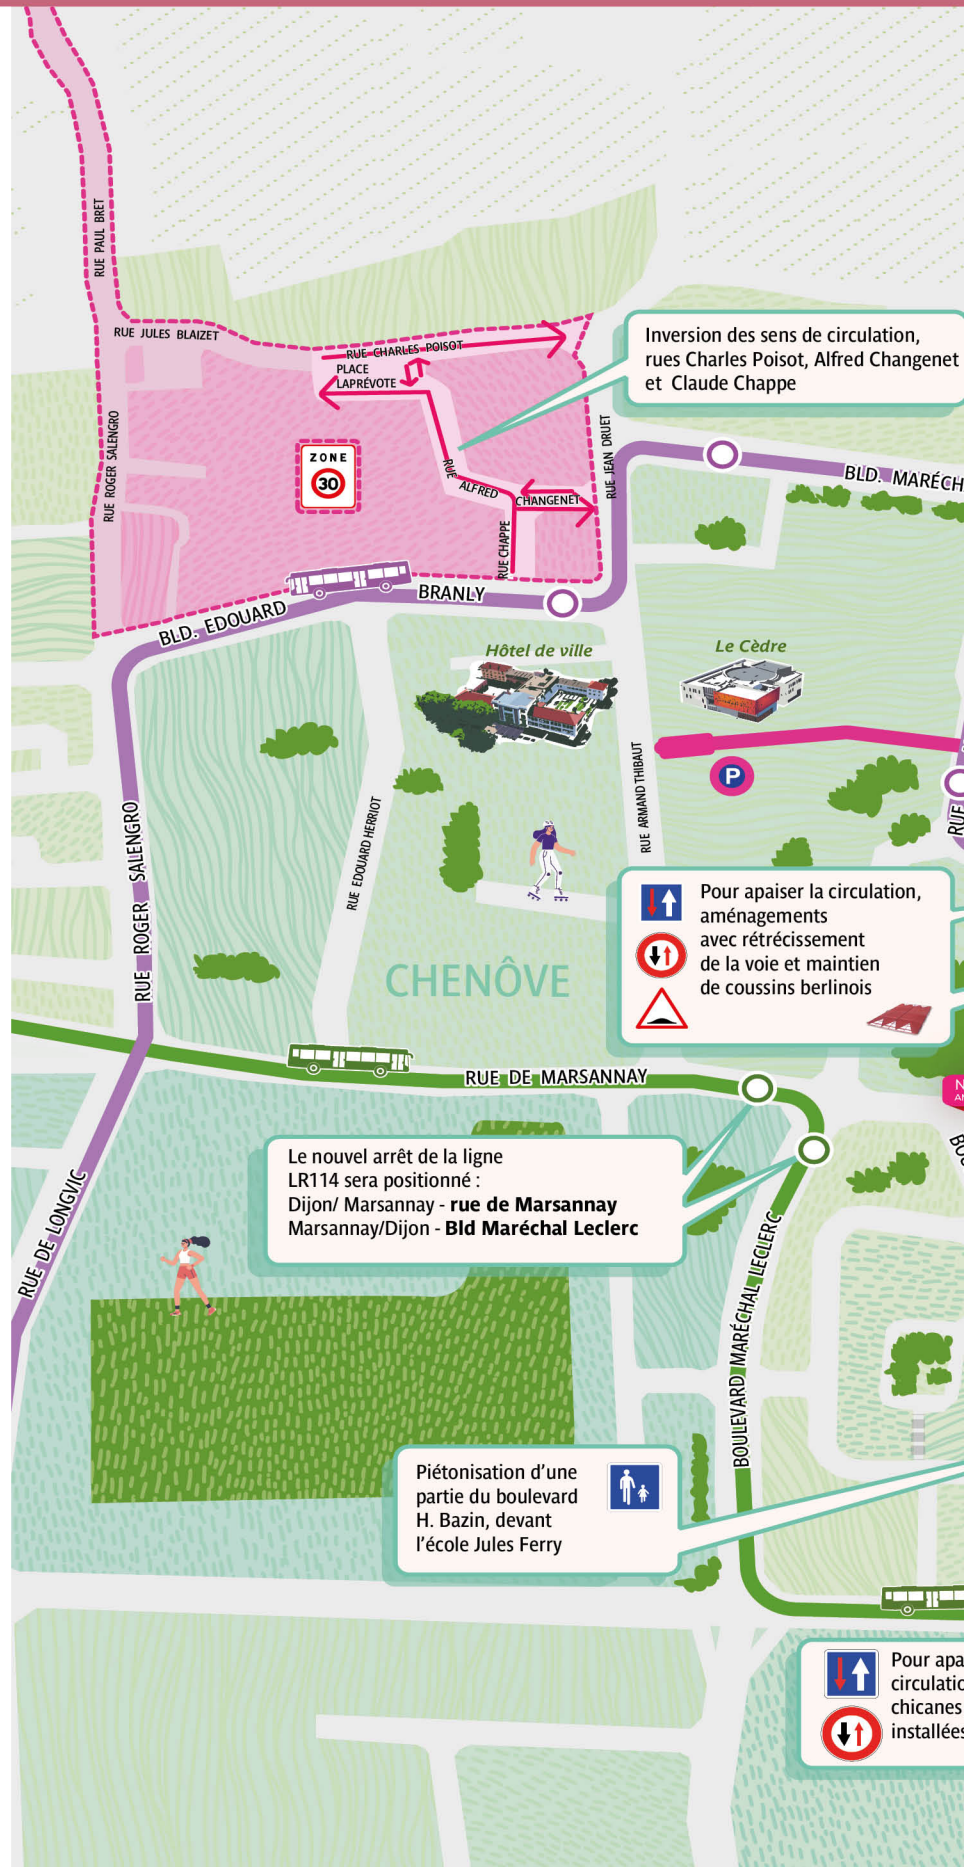 RUE PAUL BRET
RUE JULES BLAIZET
RUE CHARLES POISOT
PLACE
LAPRÉVOTE
Inversion des sens de circulation,
rues Charles Poisot, Alfred Changenet
et Claude Chappe
RUE ROGER SALENGRO
ZONE
30
RUE ALFRED CHANGENET
RUE JEAN DRUET
BLD. MARÉCH
RUE CHAPPE
BLD. EDOUARD BRANLY
Hôtel de ville
Le Cèdre
P
RUE ARMAND THIBAUT
RUE
RUE EDOUARD HERRIOT
RUE ROGER SALENGRO
Pour apaiser la circulation,
aménagements
avec rétrécissement
de la voie et maintien
de coussins berlinois
CHENÔVE
RUE DE MARSANNAY
Le nouvel arrêt de la ligne
LR114 sera positionné :
Dijon/ Marsannay - rue de Marsannay
Marsannay/Dijon - Bld Maréchal Leclerc
RUE DE LONGVIC
BOULEVARD MARÉCHAL LECLERC
Piétonisation d'une
partie du boulevard
H. Bazin, devant
l'école Jules Ferry
Pour apai
circulatio
chicanes
installées